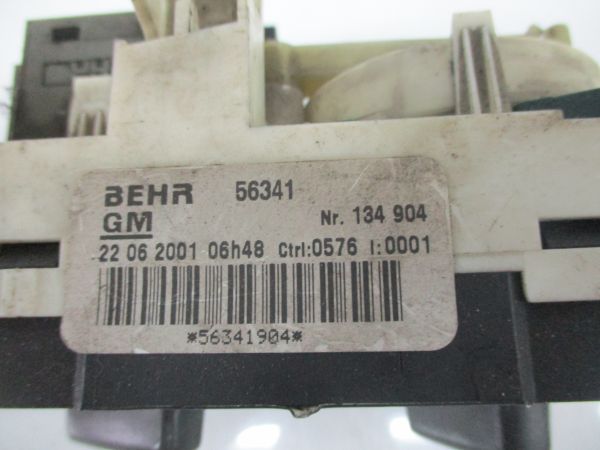 BEHR 56341
GM Nr. 134 904
22 06 2001 06h48 Ctrl:0576 I:0001
*56341904*